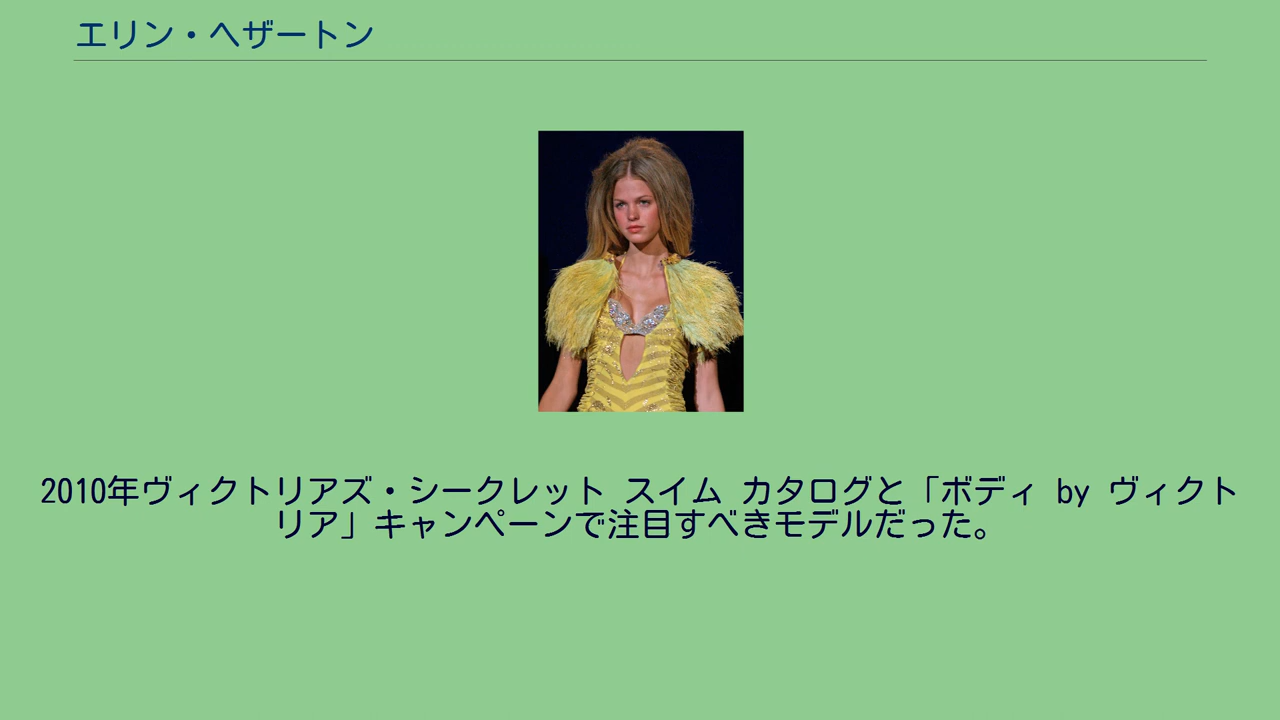 エリン・ヘザートン
2010年ヴィクトリアズ・シークレット スイム カタログと「ボディ by ヴィクト
リア」キャンペーンで注目すべきモデルだった。